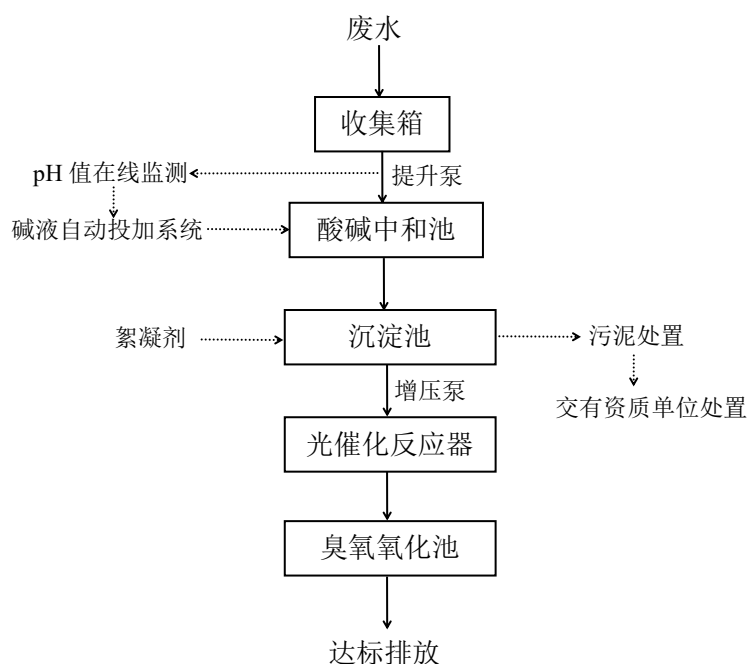 废水
收集箱
pH 值在线监测
提升泵
碱液自动投加系统
酸碱中和池
絮凝剂
沉淀池
污泥处置
增压泵
交有资质单位处置
光催化反应器
臭氧氧化池
达标排放